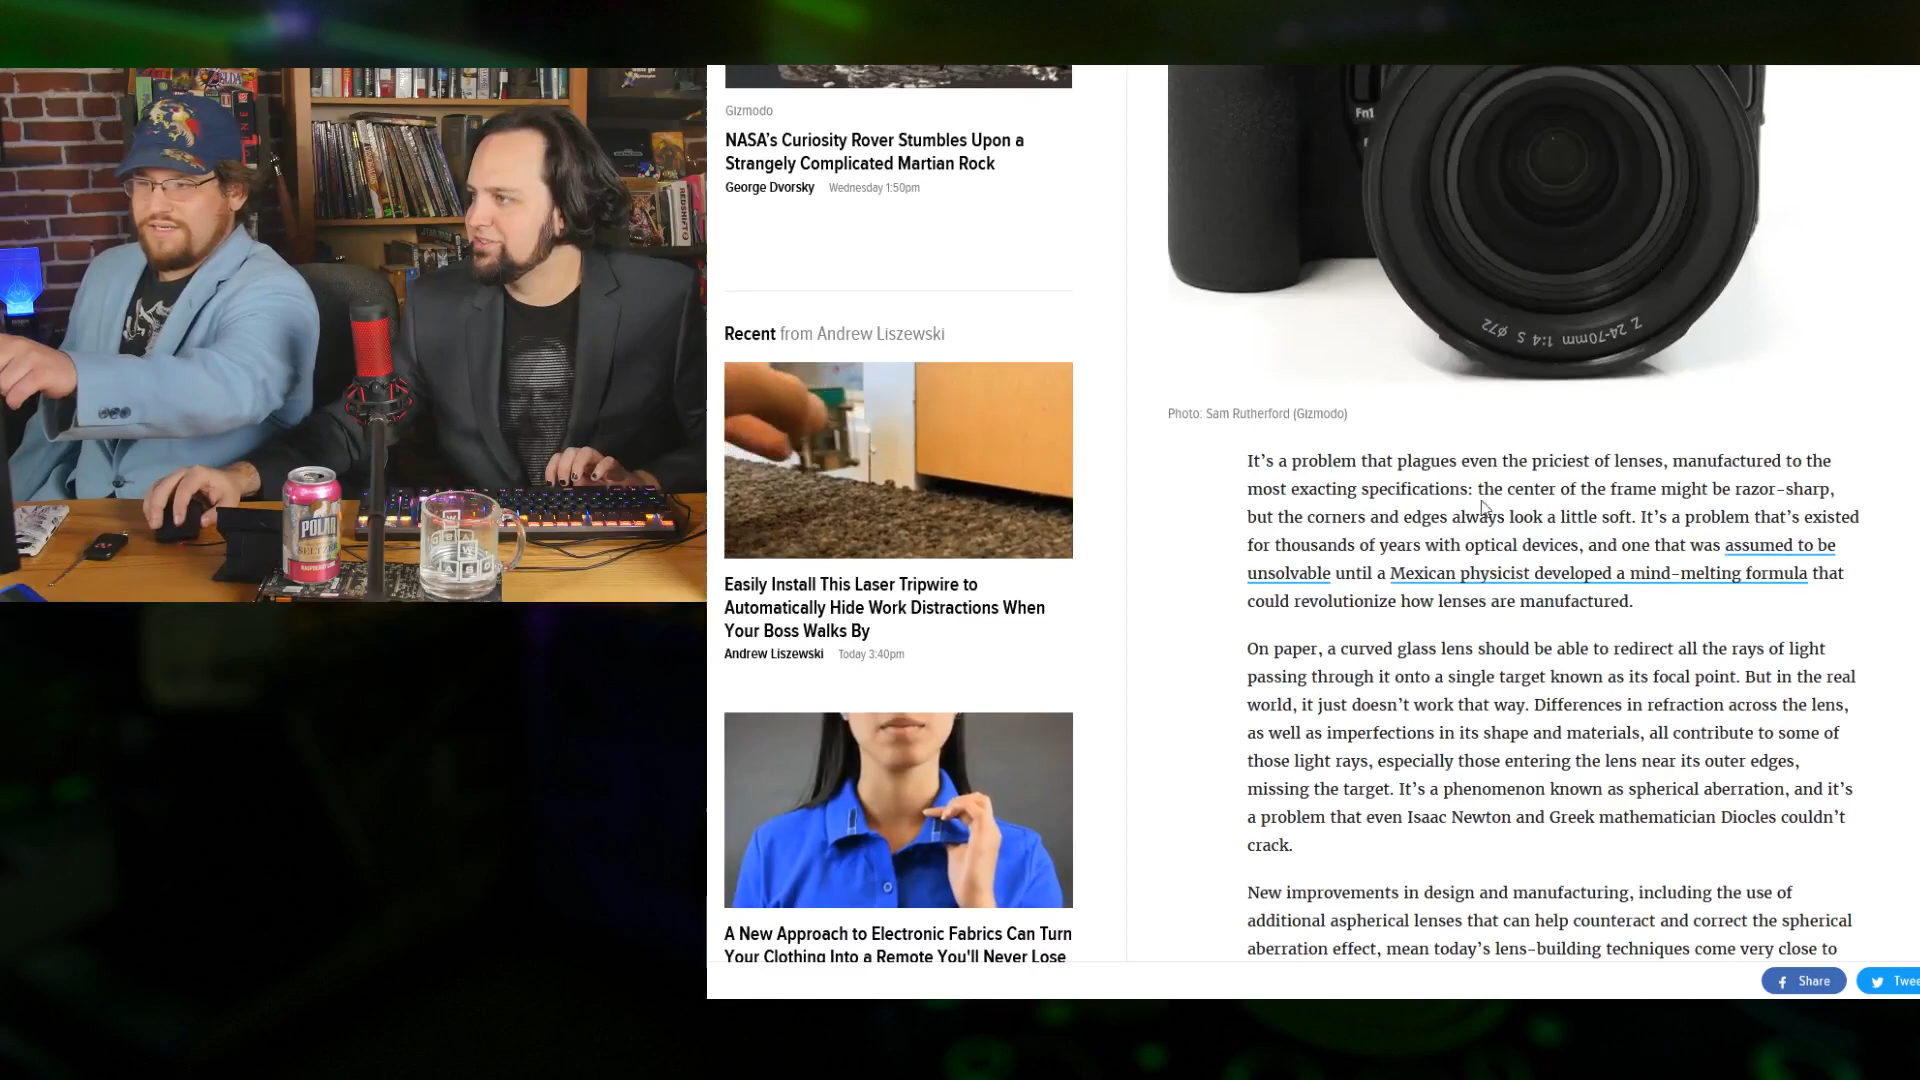 ZELDA
REDSHIRTS
STAR TREK
POLAR
SELTZER
Gizmodo
NASA's Curiosity Rover Stumbles Upon a
Strangely Complicated Martian Rock
George Dvorsky Wednesday 1:50pm
Recent from Andrew Liszewski
Easily Install This Laser Tripwire to
Automatically Hide Work Distractions When
Your Boss Walks By
Andrew Liszewski Today 3:40pm
A New Approach to Electronic Fabrics Can Turn
Your Clothing Into a Remote You'll Never Lose
Fn1
Z 24-70mm 1:4 S ø72
Photo: Sam Rutherford (Gizmodo)
It's a problem that plagues even the priciest of lenses, manufactured to the
most exacting specifications: the center of the frame might be razor-sharp,
but the corners and edges always look a little soft. It's a problem that's existed
for thousands of years with optical devices, and one that was assumed to be
unsolvable until a Mexican physicist developed a mind-melting formula that
could revolutionize how lenses are manufactured.
On paper, a curved glass lens should be able to redirect all the rays of light
passing through it onto a single target known as its focal point. But in the real
world, it just doesn't work that way. Differences in refraction across the lens,
as well as imperfections in its shape and materials, all contribute to some of
those light rays, especially those entering the lens near its outer edges,
missing the target. It's a phenomenon known as spherical aberration, and it's
a problem that even Isaac Newton and Greek mathematician Diocles couldn't
crack.
New improvements in design and manufacturing, including the use of
additional aspherical lenses that can help counteract and correct the spherical
aberration effect, mean today's lens-building techniques come very close to
Share
Twee